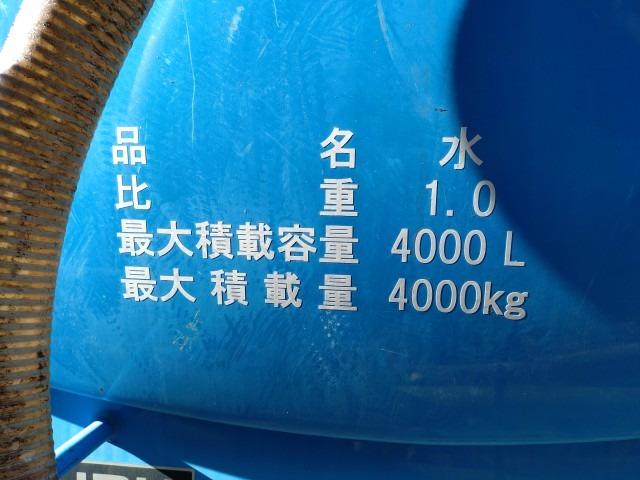 品名 水
比重 1.0
最大積載容量 4000 L
最大積載量 4000kg